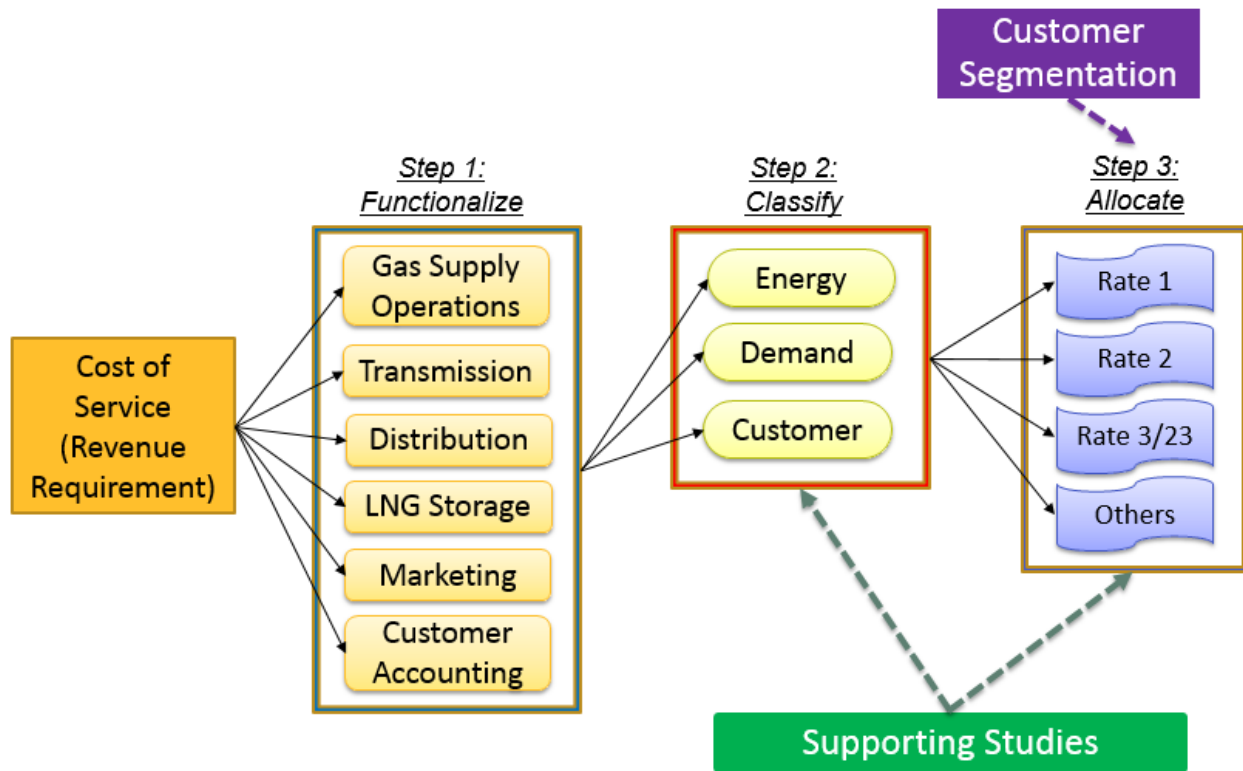 Customer
Segmentation
Step 1:
Functionalize
Step 2:
Classify
Step 3:
Allocate
Cost of
Service
(Revenue
Requirement)
Gas Supply
Operations
Transmission
Distribution
LNG Storage
Marketing
Customer
Accounting
Energy
Demand
Customer
Rate 1
Rate 2
Rate 3/23
Others
Supporting Studies